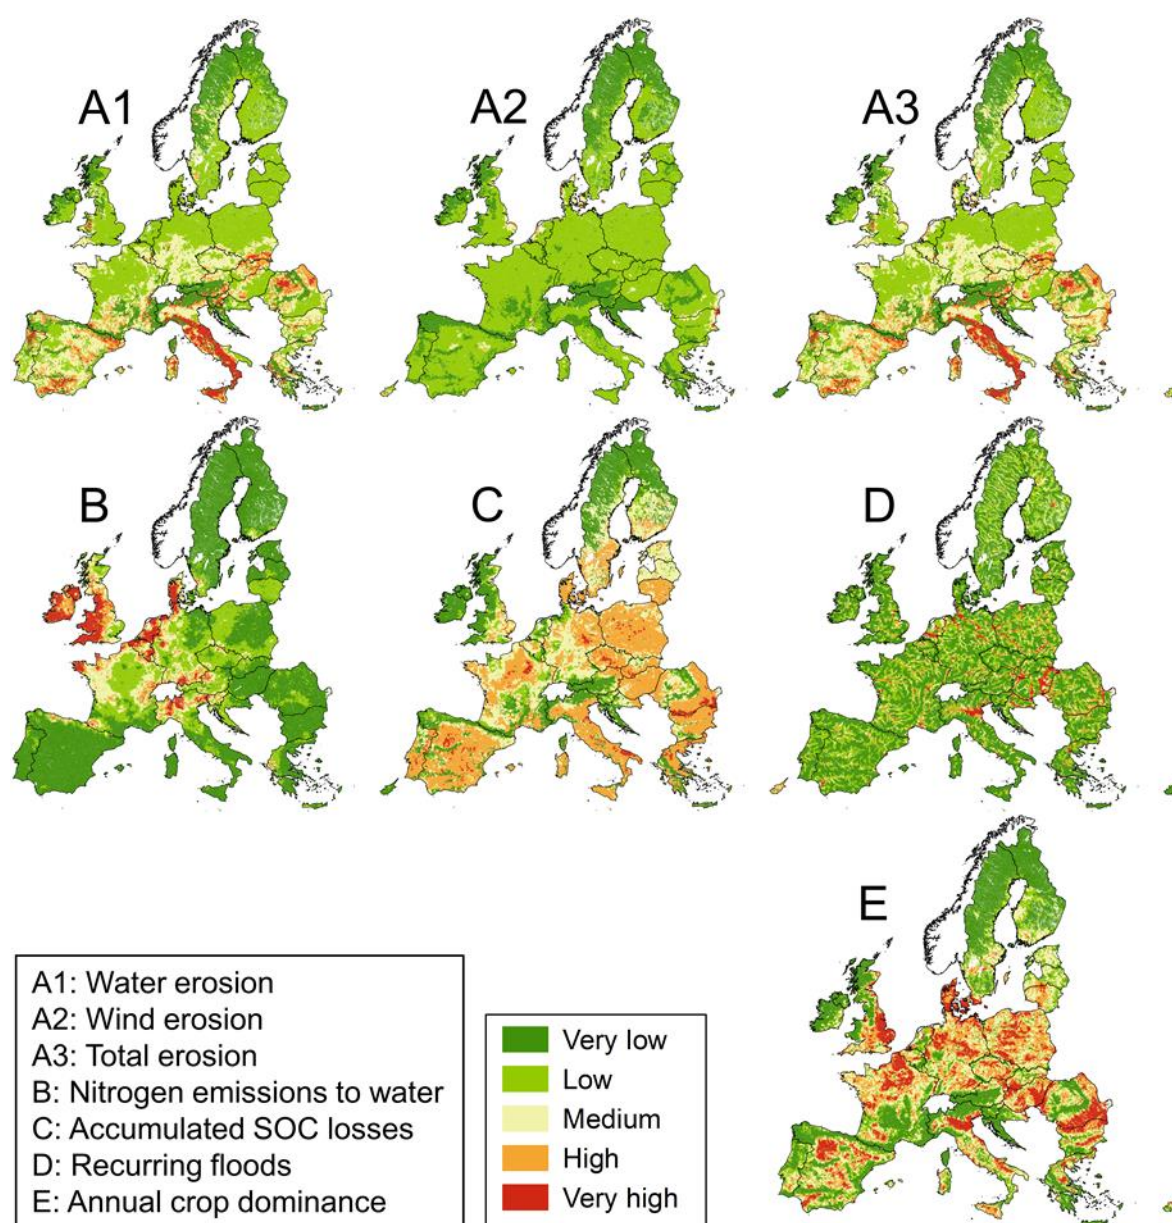 A1
A2
A3
B
C
D
E
A1: Water erosion
A2: Wind erosion
A3: Total erosion
B: Nitrogen emissions to water
C: Accumulated SOC losses
D: Recurring floods
E: Annual crop dominance
Very low
Low
Medium
High
Very high